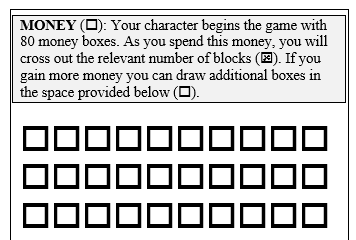 MONEY (☐): Your character begins the game with
80 money boxes. As you spend this money, you will
cross out the relevant number of blocks (☒). If you
gain more money you can draw additional boxes in
the space provided below (☐).